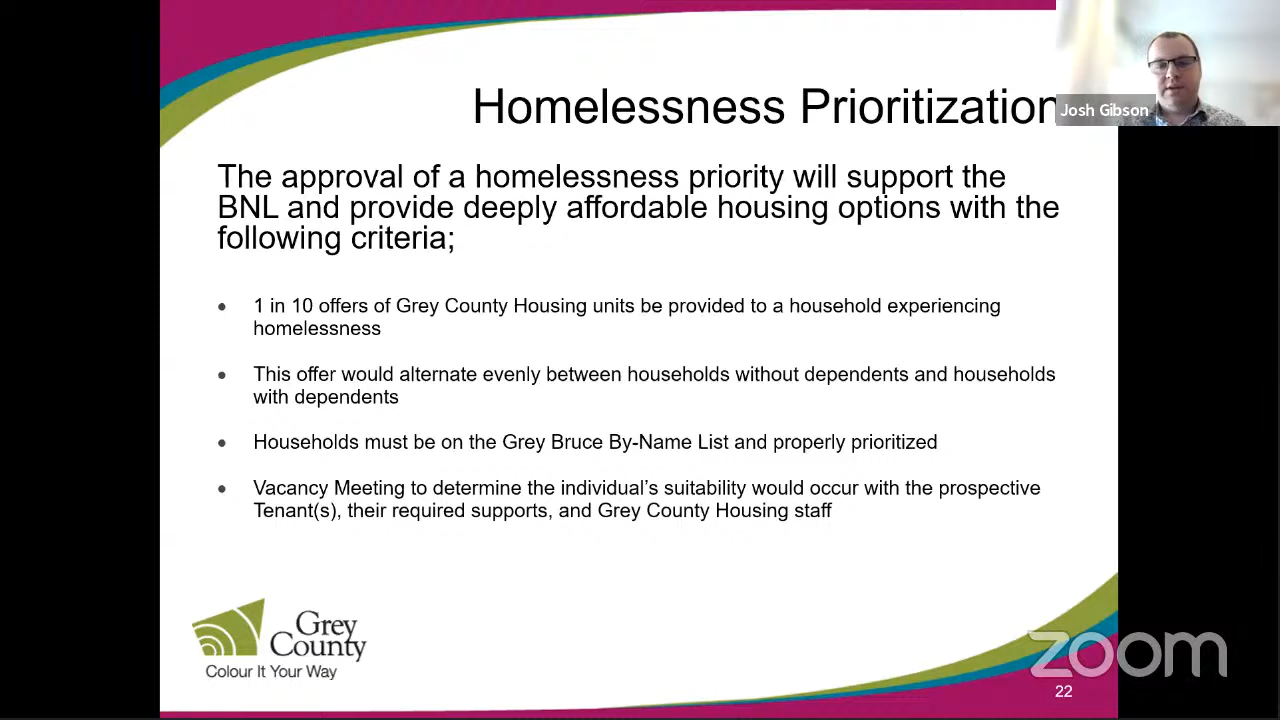 Homelessness Prioritization
Josh Gibson
The approval of a homelessness priority will support the
BNL and provide deeply affordable housing options with the
following criteria;
• 1 in 10 offers of Grey County Housing units be provided to a household experiencing
homelessness
• This offer would alternate evenly between households without dependents and households
with dependents
• Households must be on the Grey Bruce By-Name List and properly prioritized
• Vacancy Meeting to determine the individual's suitability would occur with the prospective
Tenant(s), their required supports, and Grey County Housing staff
Grey
County
Colour It Your Way
zoom
22